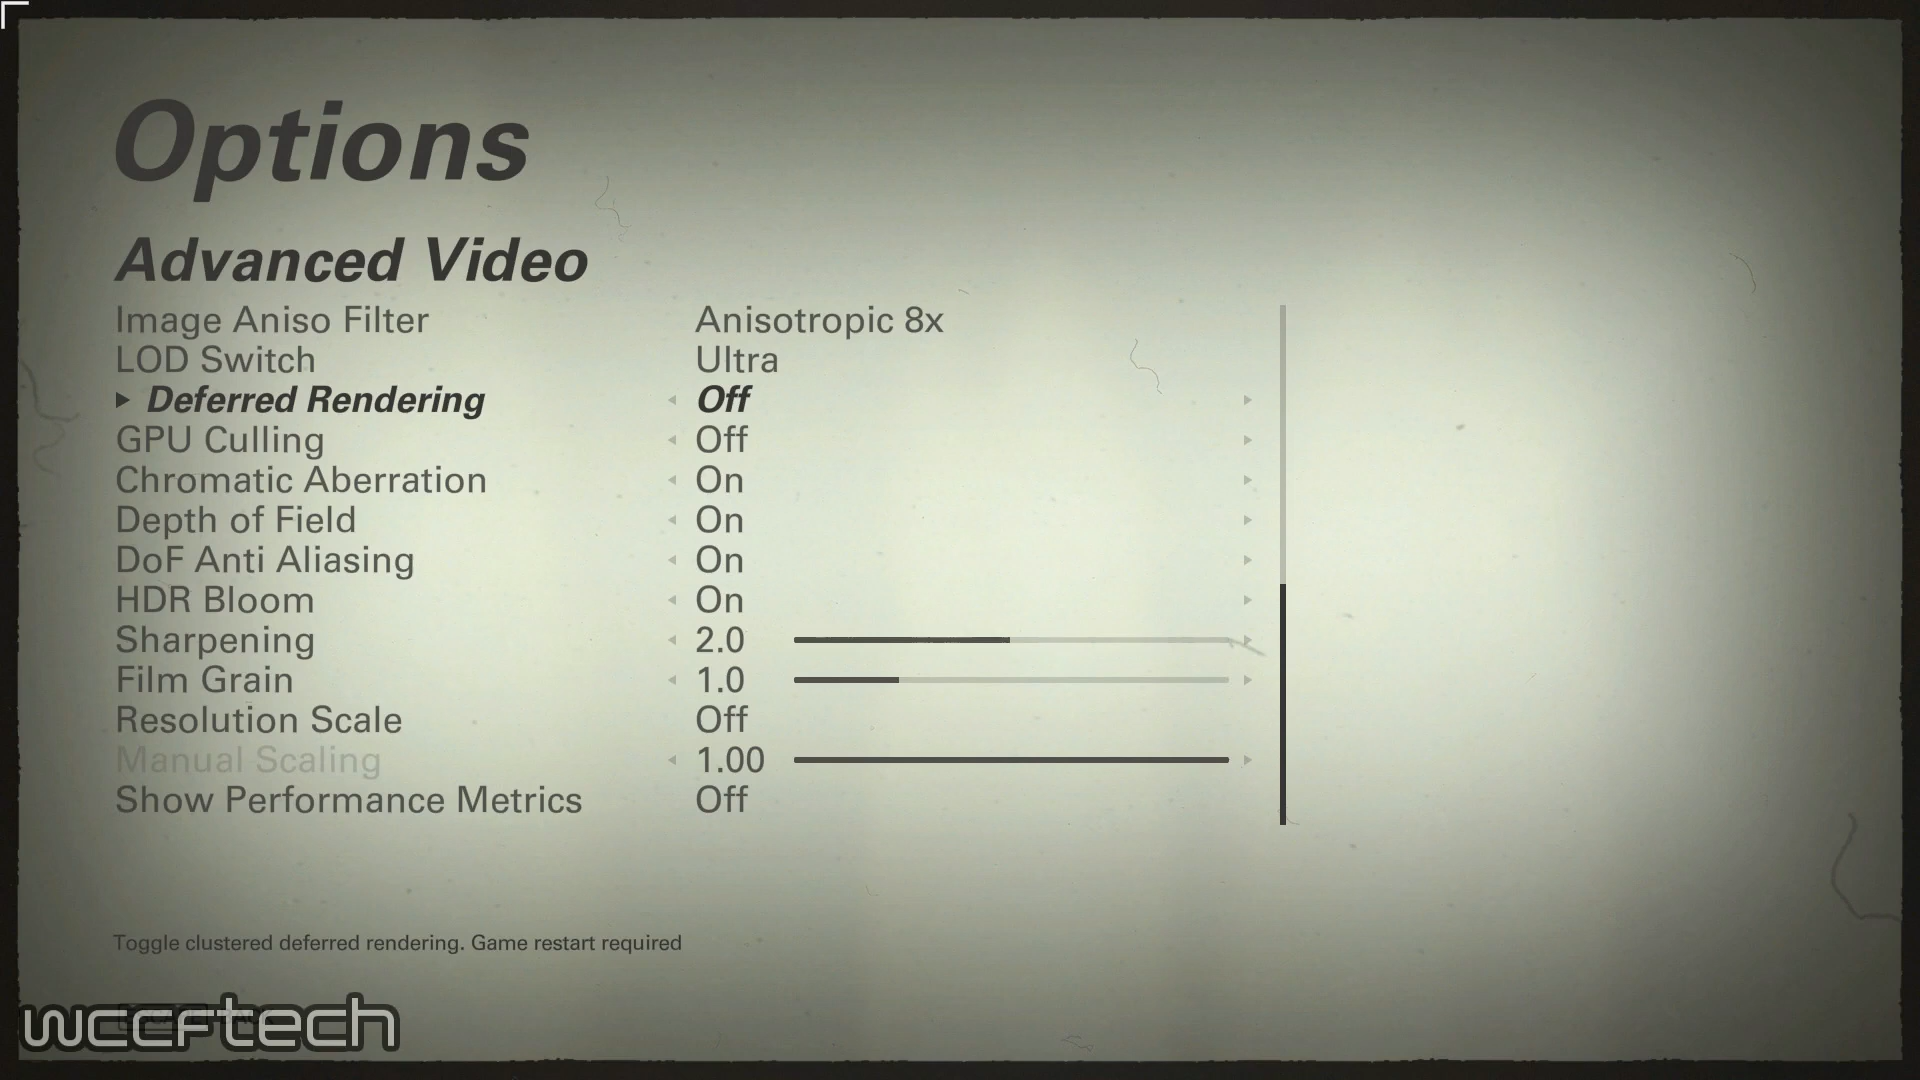 Options
Advanced Video
Image Aniso Filter Anisotropic 8x
LOD Switch Ultra
Deferred Rendering Off
GPU Culling Off
Chromatic Aberration On
Depth of Field On
DoF Anti Aliasing On
HDR Bloom On
Sharpening 2.0
Film Grain 1.0
Resolution Scale Off
Manual Scaling 1.00
Show Performance Metrics Off
Toggle clustered deferred rendering. Game restart required
wccftech